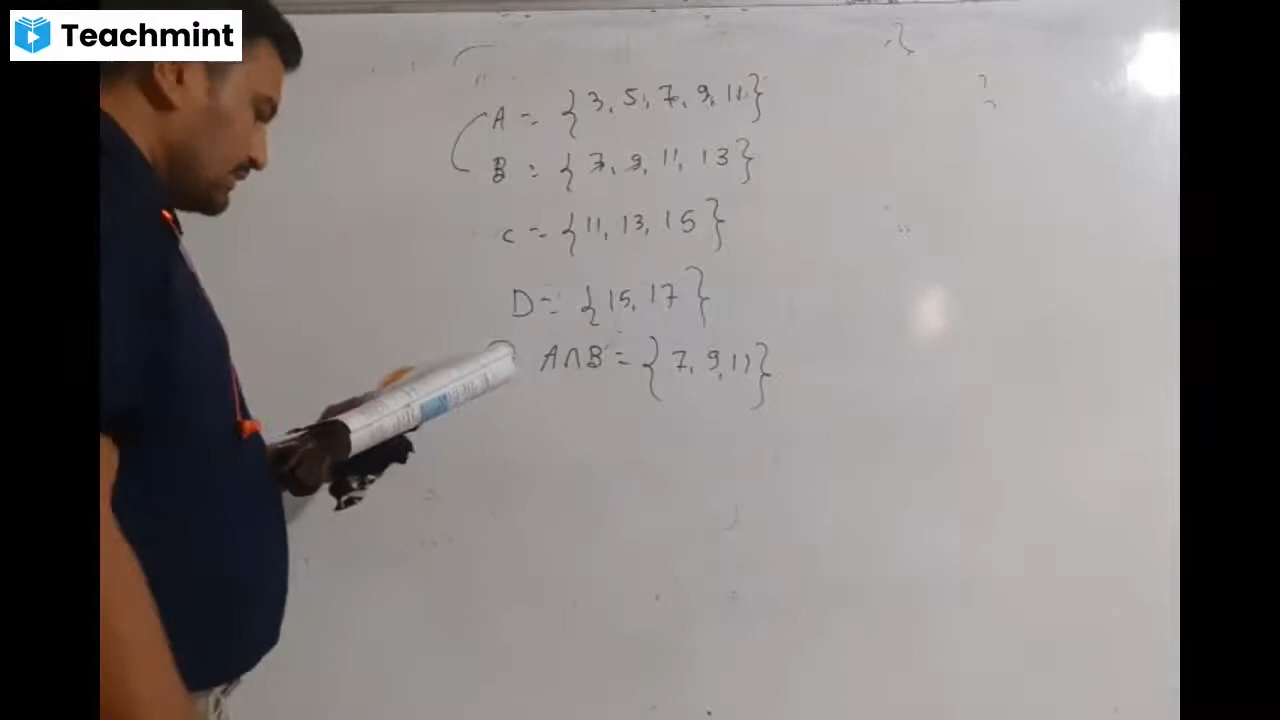 Teachmint
A = {3, 5, 7, 9, 11}
B = {7, 9, 11, 13}
C = {11, 13, 15}
D = {15, 17}
A∩B = {7, 9, 11}